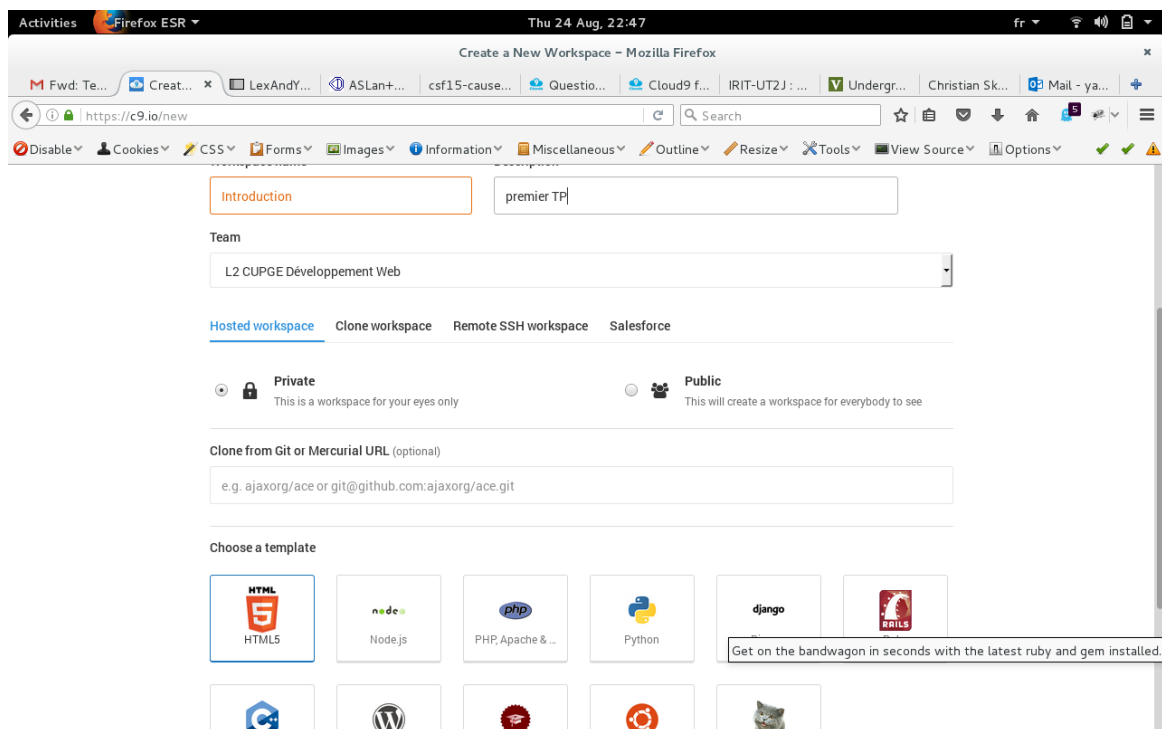 Activities Firefox ESR Thu 24 Aug, 22:47 fr
Create a New Workspace – Mozilla Firefox
Fwd: Te... Creat... LexAndY... ASLan+... csf15-cause... Questio... Cloud9 f... IRIT-UT2J : ... Undergr... Christian Sk... Mail - ya...
https://c9.io/new Search 5
Disable Cookies CSS Forms Images Information Miscellaneous Outline Resize Tools View Source Options
Workspace name Description
Introduction premier TP
Team
L2 CUPGE Développement Web
Hosted workspace Clone workspace Remote SSH workspace Salesforce
Private Public
This is a workspace for your eyes only This will create a workspace for everybody to see
Clone from Git or Mercurial URL (optional)
e.g. ajaxorg/ace or git@github.com:ajaxorg/ace.git
Choose a template
HTML node php django RAILS
HTML5 Node.js PHP, Apache & ... Python
Get on the bandwagon in seconds with the latest ruby and gem installed.